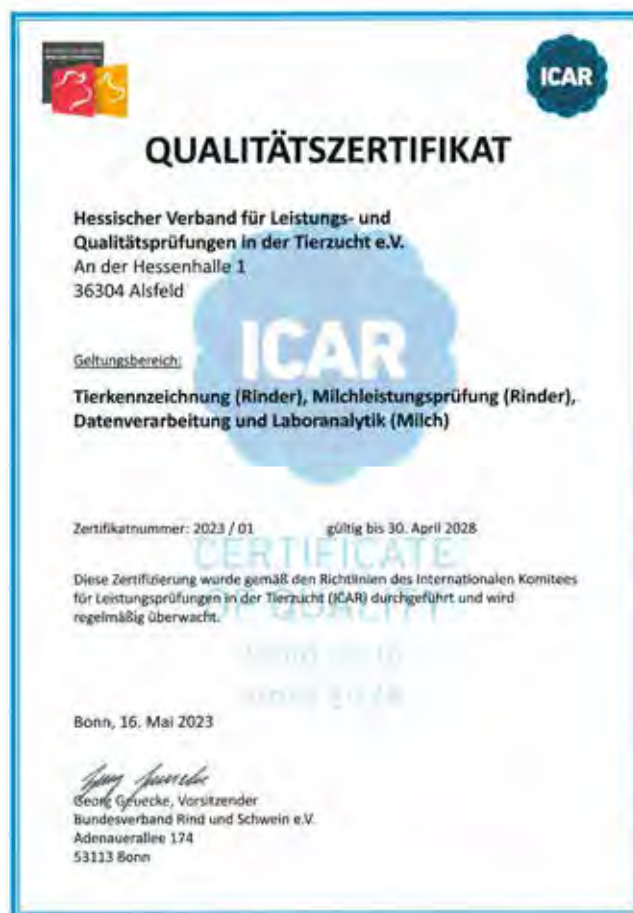 ICAR
QUALITÄTSZERTIFIKAT
Hessischer Verband für Leistungs- und
Qualitätsprüfungen in der Tierzucht e.V.
An der Hessenhalle 1
36304 Alsfeld
ICAR
Geltungsbereich:
Tierkennzeichnung (Rinder), Milchleistungsprüfung (Rinder),
Datenverarbeitung und Laboranalytik (Milch)
Zertifikatnummer: 2023 / 01 gültig bis 30. April 2028
CERTIFICATE
Diese Zertifizierung wurde gemäß den Richtlinien des Internationalen Komitees
für Leistungsprüfungen in der Tierzucht (ICAR) durchgeführt und wird
OF QUALITY
regelmäßig überwacht.
Bonn, 16. Mai 2023
Georg Geuecke, Vorsitzender
Bundesverband Rind und Schwein e.V.
Adenauerallee 174
53113 Bonn